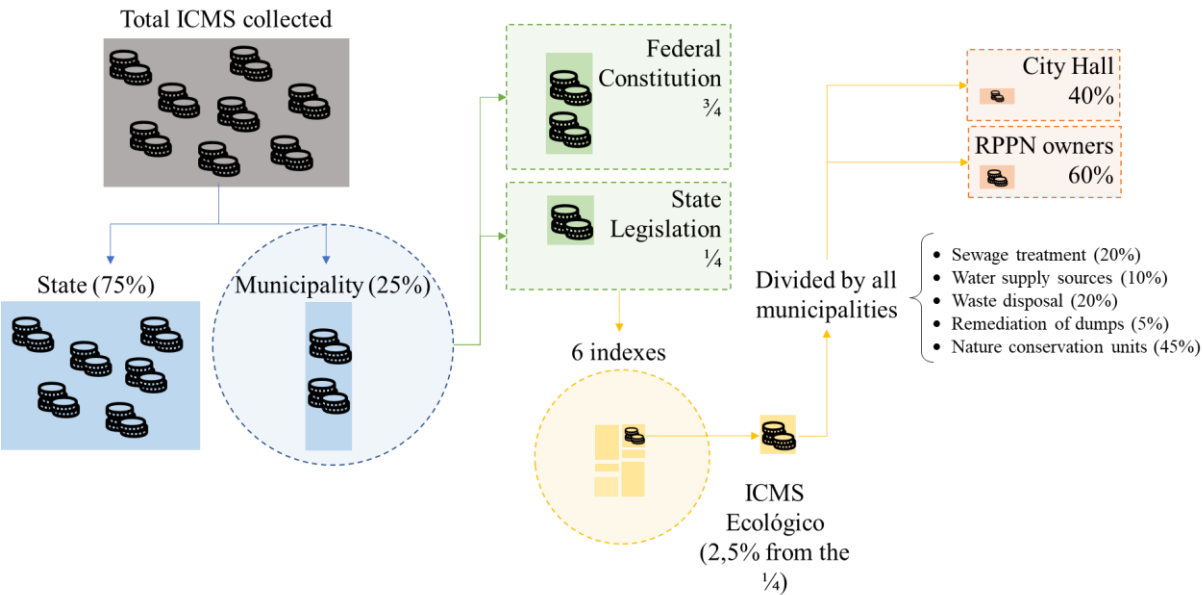 Total ICMS collected
State (75%)
Municipality (25%)
Federal
Constitution
¾
State
Legislation
¼
6 indexes
ICMS
Ecológico
(2,5% from the
¼)
Divided by all
municipalities
City Hall
40%
RPPN owners
60%
• Sewage treatment (20%)
• Water supply sources (10%)
• Waste disposal (20%)
• Remediation of dumps (5%)
• Nature conservation units (45%)